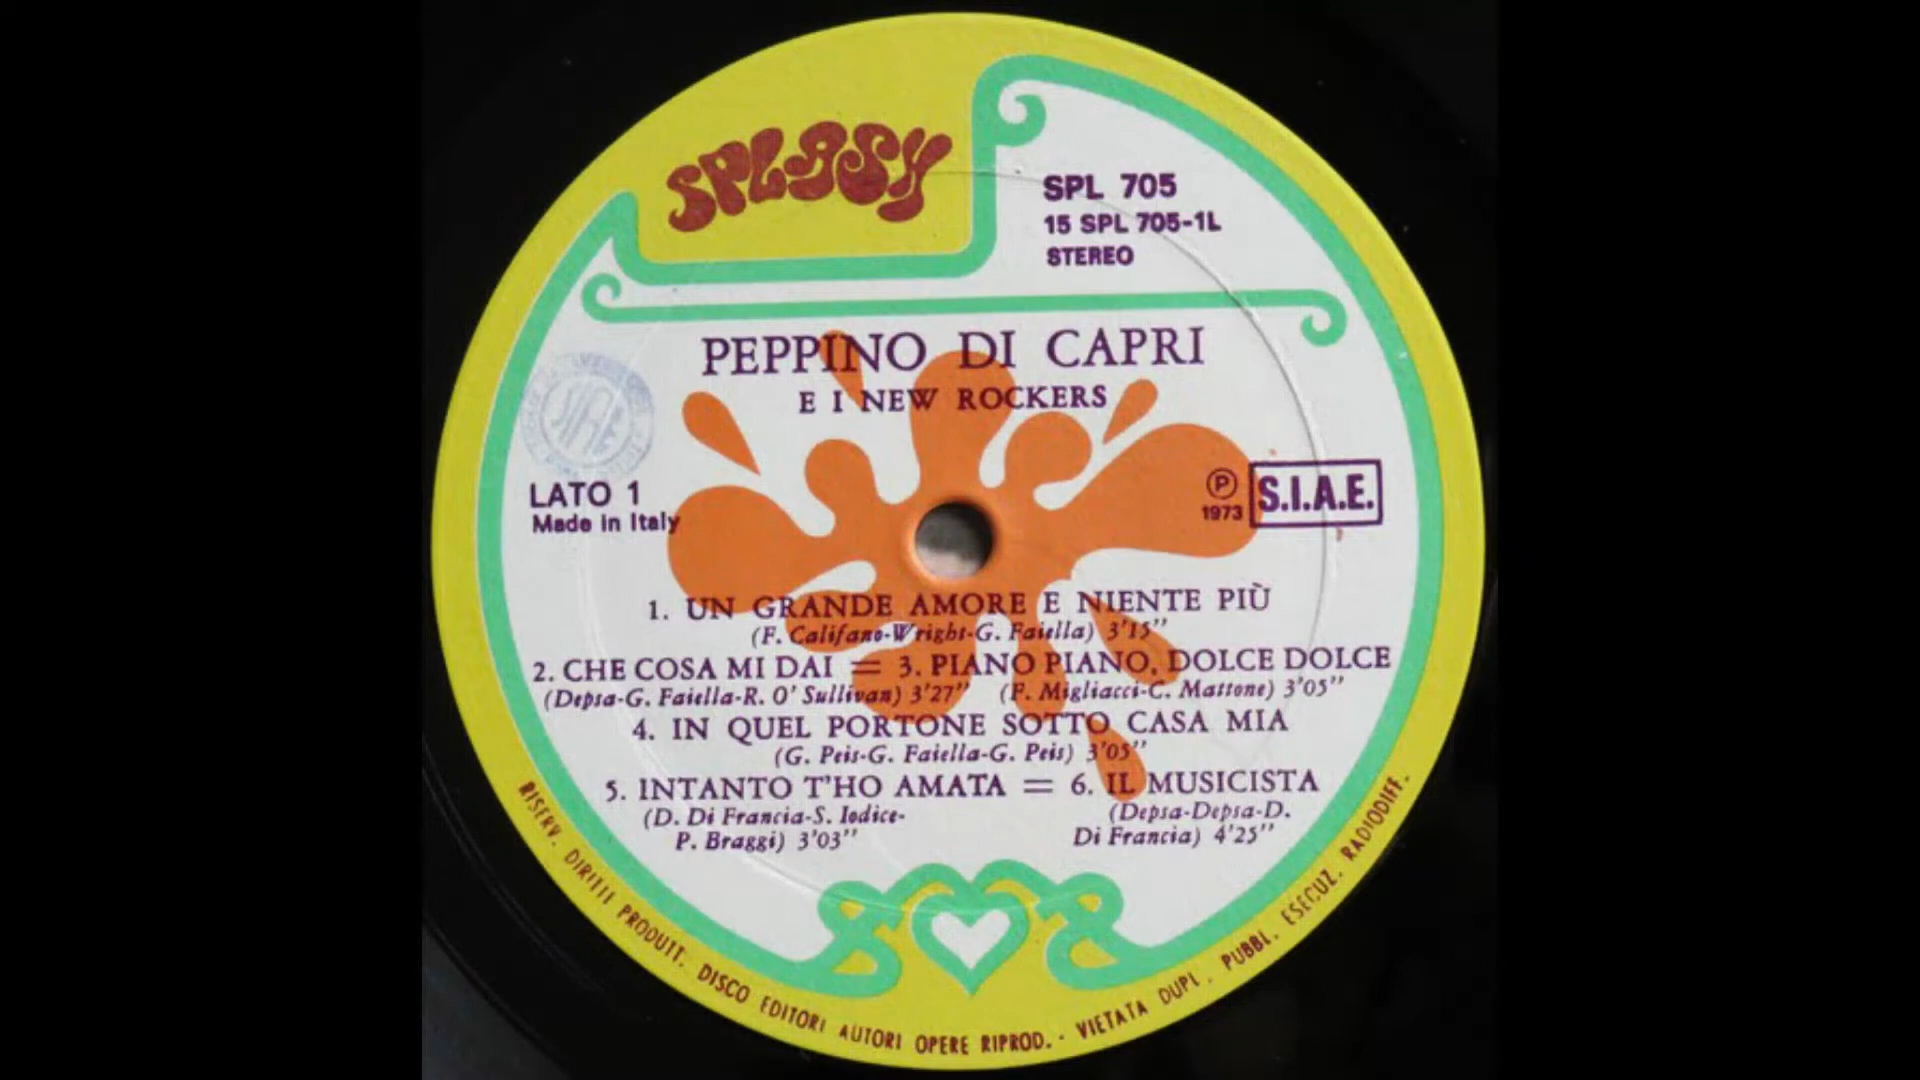 SPLASH
SPL 705
15 SPL 705-1L
STEREO
PEPPINO DI CAPRI
E I NEW ROCKERS
SIAE
LATO 1
Made in Italy
Ⓟ
1973
S.I.A.E.
1. UN GRANDE AMORE E NIENTE PIÙ
(F. Califano-Wright-G. Faiella) 3'15''
2. CHE COSA MI DAI = 3. PIANO PIANO, DOLCE DOLCE
(Depsa-G. Faiella-R. O' Sullivan) 3'27'' (F. Migliacci-C. Mattone) 3'05''
4. IN QUEL PORTONE SOTTO CASA MIA
(G. Peis-G. Faiella-G. Peis) 3'05''
5. INTANTO T'HO AMATA = 6. IL MUSICISTA
(D. Di Francia-S. Iodice-
P. Braggi) 3'03''
(Depsa-Depsa-D.
Di Francia) 4'25''
RISERV. DIRITTI PRODUTT. DISCO EDITORI AUTORI OPERE RIPROD. - VIETATA DUPL. PUBBL. ESECUZ. RADIODIFF.